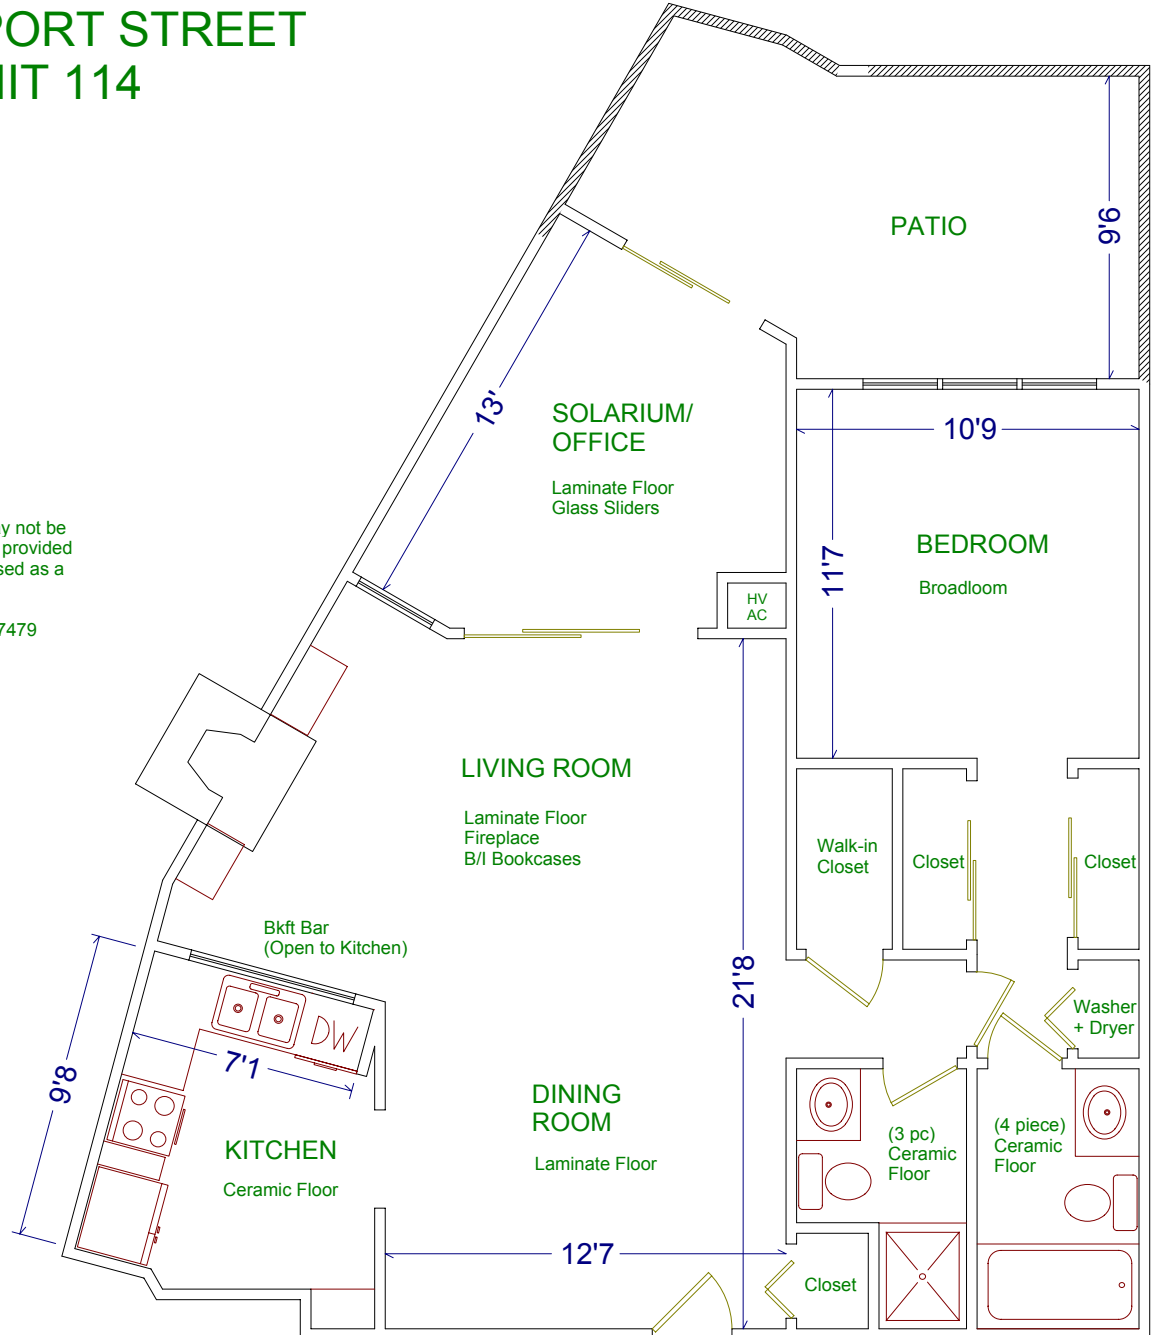 PORT STREET
NIT 114
PATIO
9'6
13'
SOLARIUM/
OFFICE
Laminate Floor
Glass Sliders
10'9
11'7
BEDROOM
Broadloom
y not be
provided
sed as a
7479
HV
AC
LIVING ROOM
Laminate Floor
Fireplace
B/I Bookcases
Walk-in
Closet
Closet
Closet
Bkft Bar
(Open to Kitchen)
21'8
Washer
+ Dryer
DW
7'1
9'8
KITCHEN
Ceramic Floor
DINING
ROOM
Laminate Floor
(3 pc)
Ceramic
Floor
(4 piece)
Ceramic
Floor
12'7
Closet